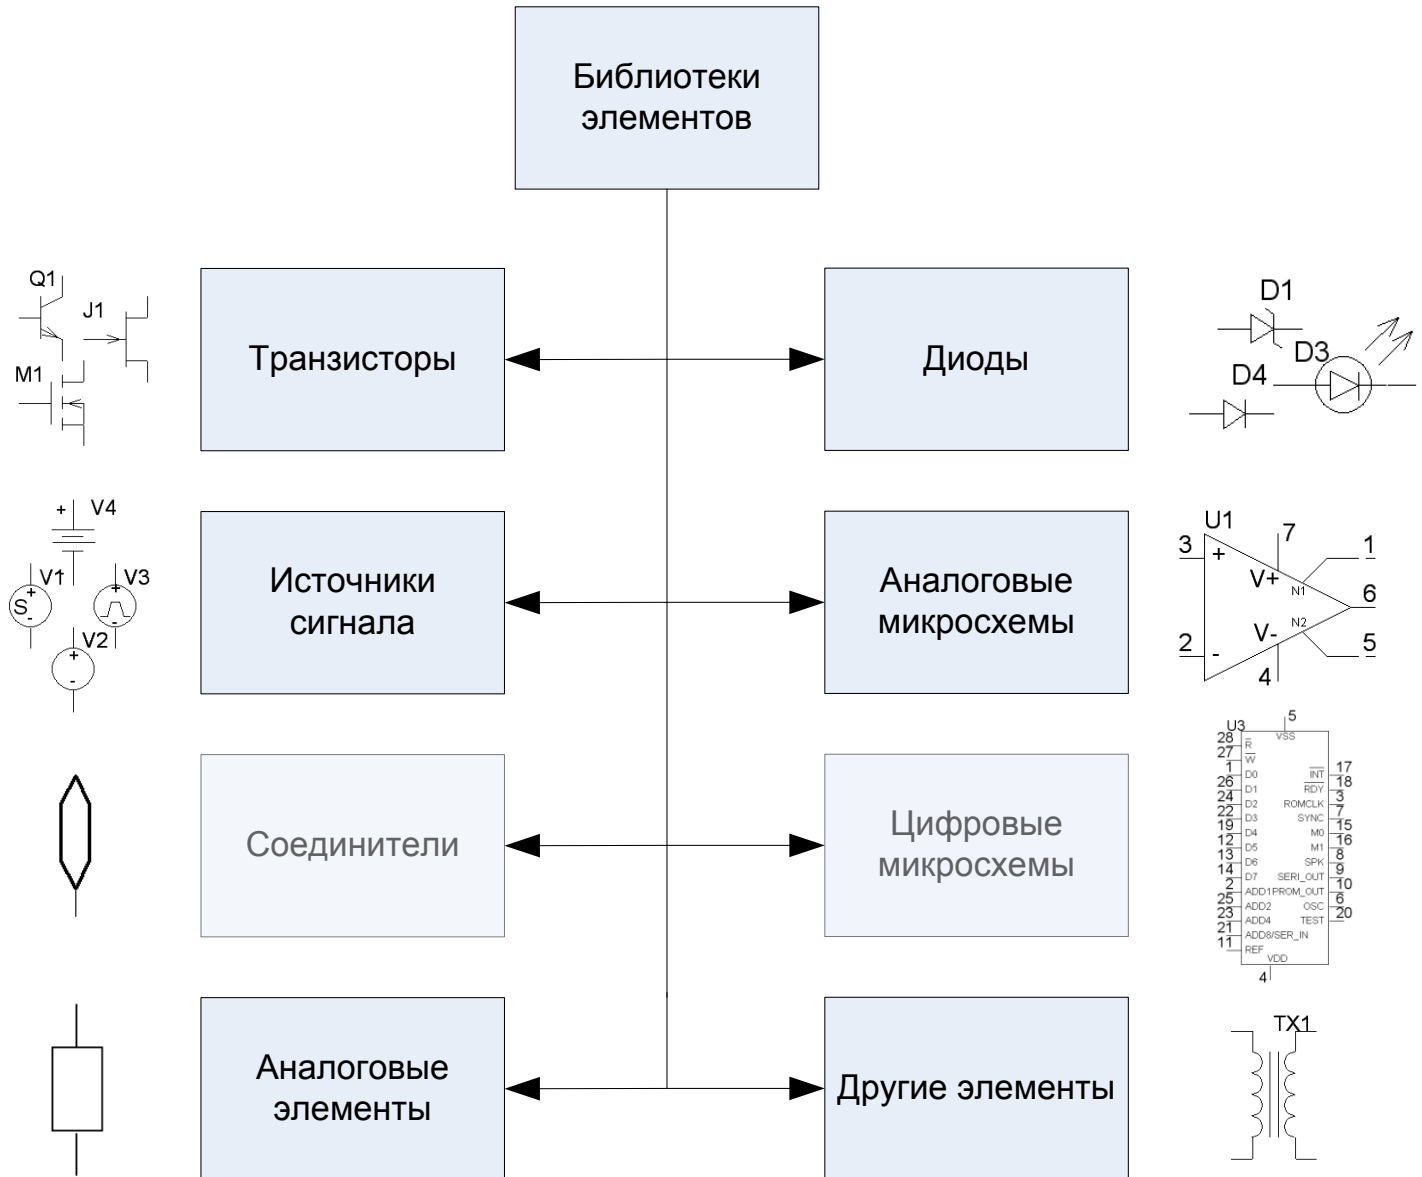 Библиотеки
элементов
Q1
J1
M1
Транзисторы
Диоды
D1
D3
D4
+ V4
V1
+
S
-
V3
+
-
V2
+
-
Источники
сигнала
Аналоговые
микросхемы
U1
3
+
7
1
V+
N1
6
N2
V-
2
-
5
4
Соединители
Цифровые
микросхемы
U3
5
VSS
28 R̅
27 W̅
1 D0
26 D1
24 D2
22 D3
19 D4
12 D5
13 D6
14 D7
2 ADD1
25 ADD2
23 ADD4
21 ADD8/SER_IN
11 REF
I̅N̅T̅ 17
R̅D̅Y̅ 18
ROMCLK 3
SYNC 7
M0 15
M1 16
SPK 8
SERI_OUT 9
PROM_OUT 10
OSC 6
TEST 20
VDD
4
Аналоговые
элементы
Другие элементы
TX1